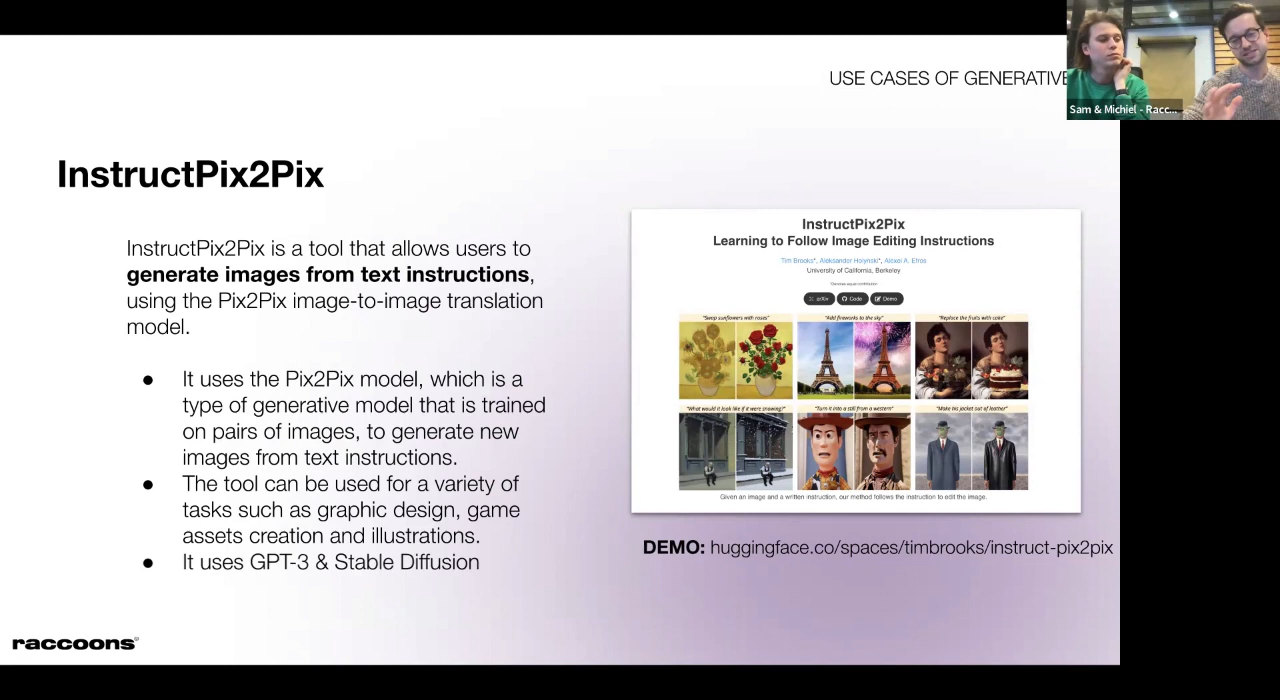 USE CASES OF GENERATIVE
Sam & Michiel - Racc...
InstructPix2Pix
InstructPix2Pix is a tool that allows users to
generate images from text instructions,
using the Pix2Pix image-to-image translation
model.
● It uses the Pix2Pix model, which is a
type of generative model that is trained
on pairs of images, to generate new
images from text instructions.
● The tool can be used for a variety of
tasks such as graphic design, game
assets creation and illustrations.
● It uses GPT-3 & Stable Diffusion
InstructPix2Pix
Learning to Follow Image Editing Instructions
Tim Brooks*, Aleksander Holynski*, Alexei A. Efros
University of California, Berkeley
*Denotes equal contribution
arXiv Code Demo
"Swap sunflowers with roses" "Add fireworks to the sky" "Replace the fruits with cake"
"What would it look like if it were snowing?" "Turn it into a still from a western" "Make his jacket out of leather"
Given an image and a written instruction, our method follows the instruction to edit the image.
DEMO: huggingface.co/spaces/timbrooks/instruct-pix2pix
raccoons